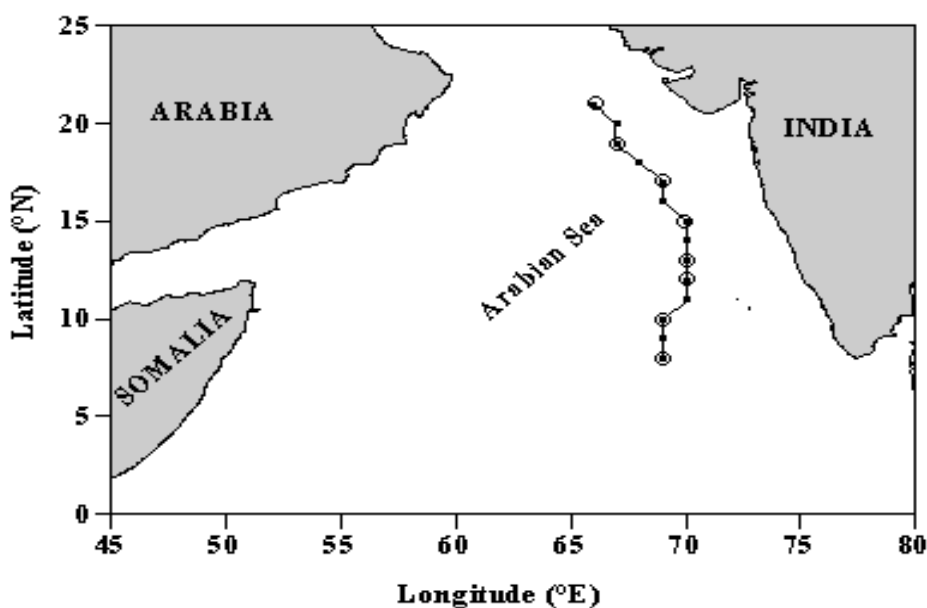 25
20
15
10
5
0
Latitude (°N)
ARABIA
INDIA
Arabian Sea
SOMALIA
45 50 55 60 65 70 75 80
Longitude (°E)